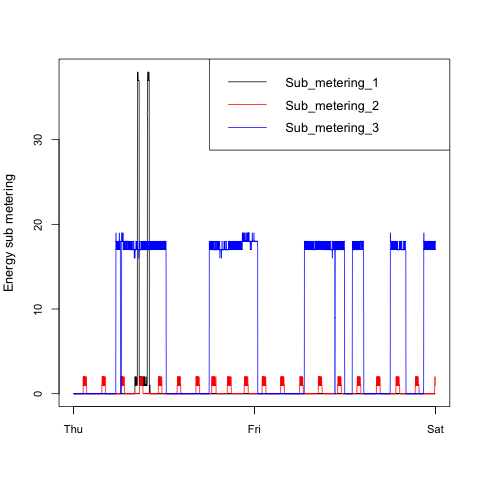 Sub_metering_1
Sub_metering_2
Sub_metering_3
Energy sub metering
30
20
10
0
Thu Fri Sat